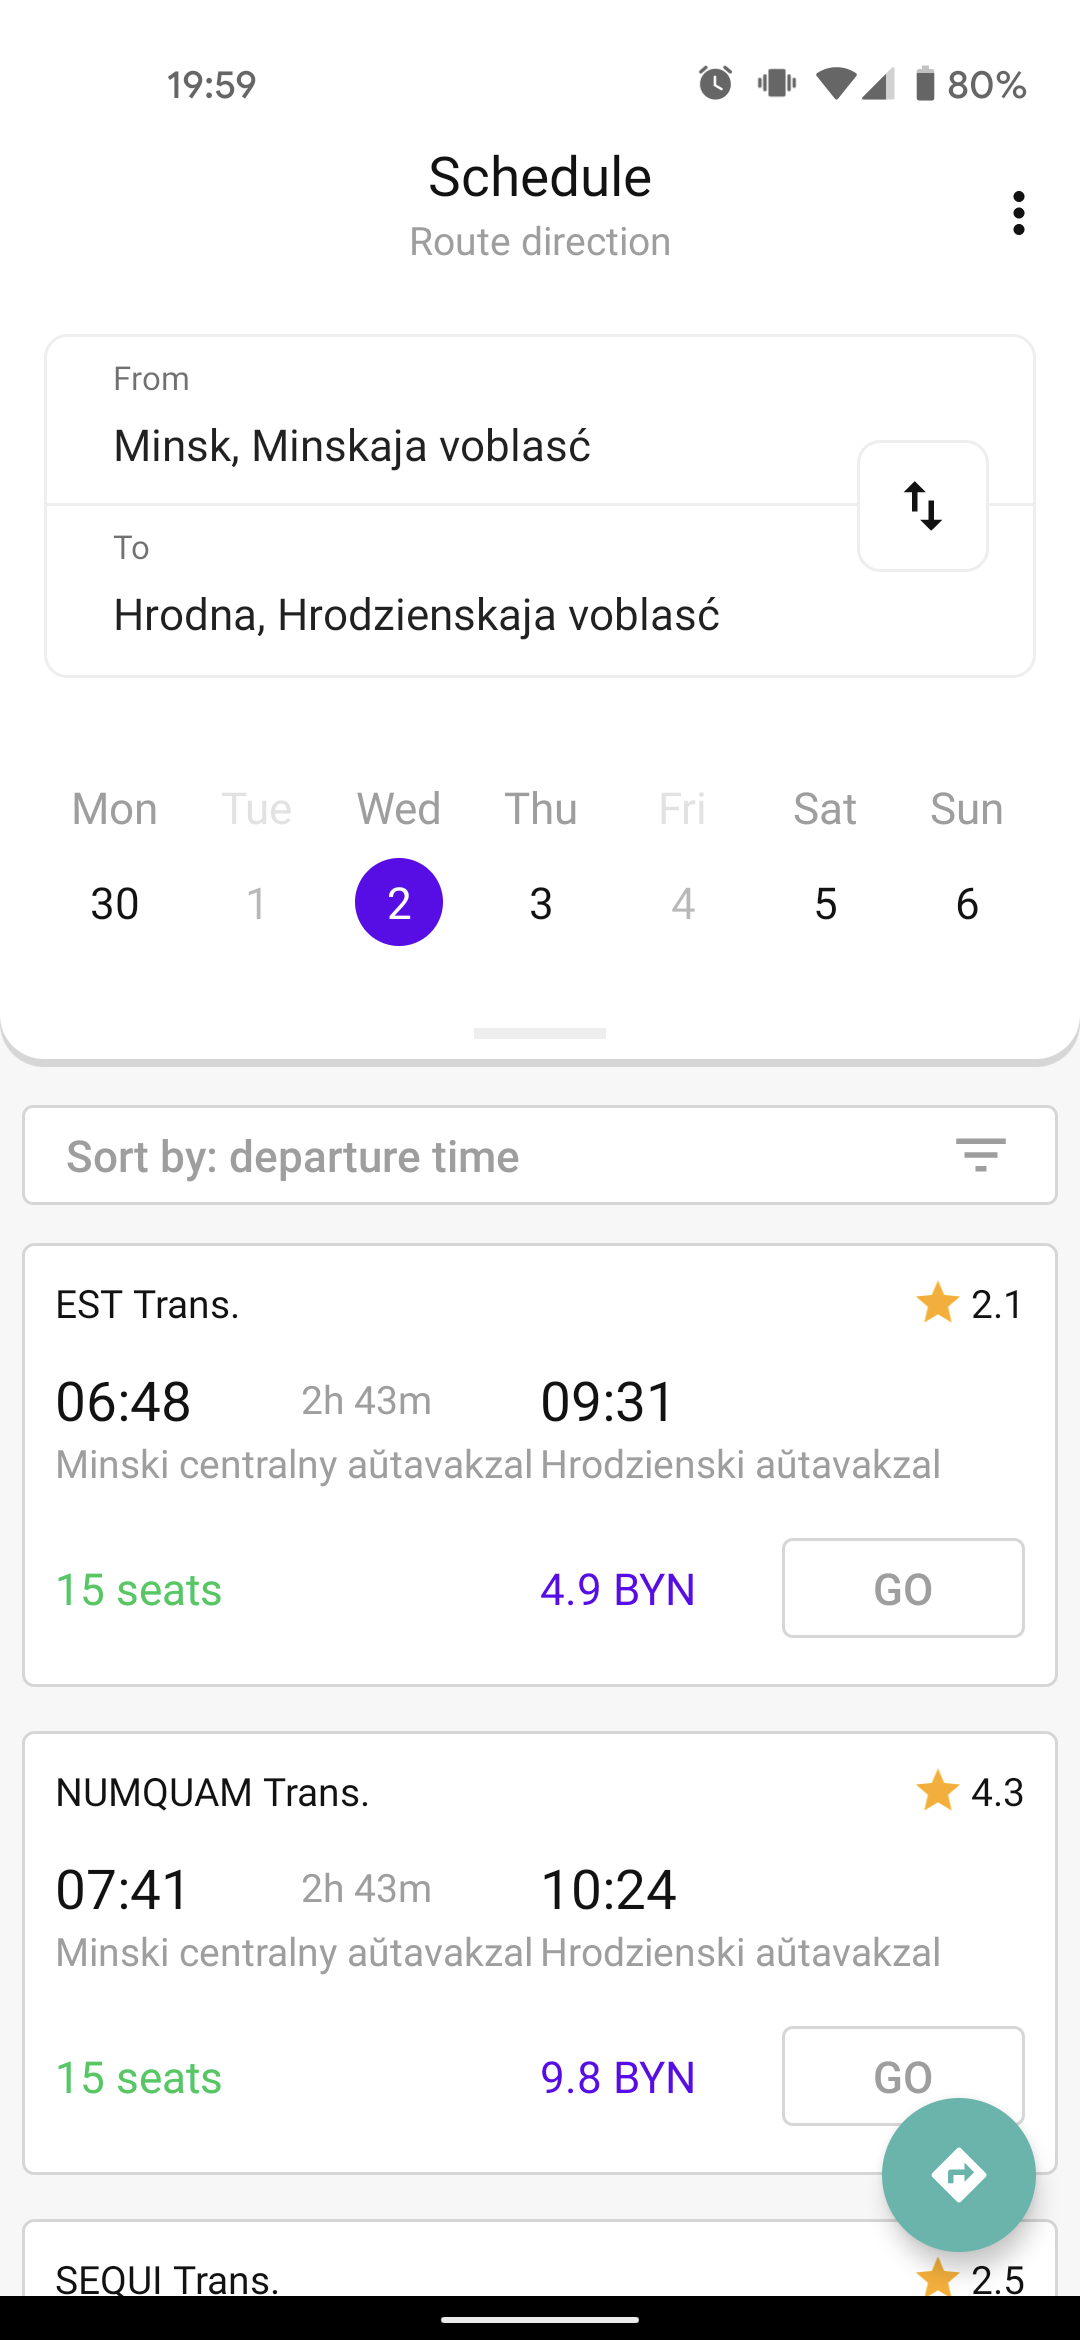 19:59 80%
Schedule
Route direction
From
Minsk, Minskaja voblasć
To
Hrodna, Hrodzienskaja voblasć
Mon Tue Wed Thu Fri Sat Sun
30 1 2 3 4 5 6
Sort by: departure time
EST Trans. 2.1
06:48 2h 43m 09:31
Minski centralny aŭtavakzal Hrodzienski aŭtavakzal
15 seats 4.9 BYN GO
NUMQUAM Trans. 4.3
07:41 2h 43m 10:24
Minski centralny aŭtavakzal Hrodzienski aŭtavakzal
15 seats 9.8 BYN GO
SEQUI Trans. 2.5